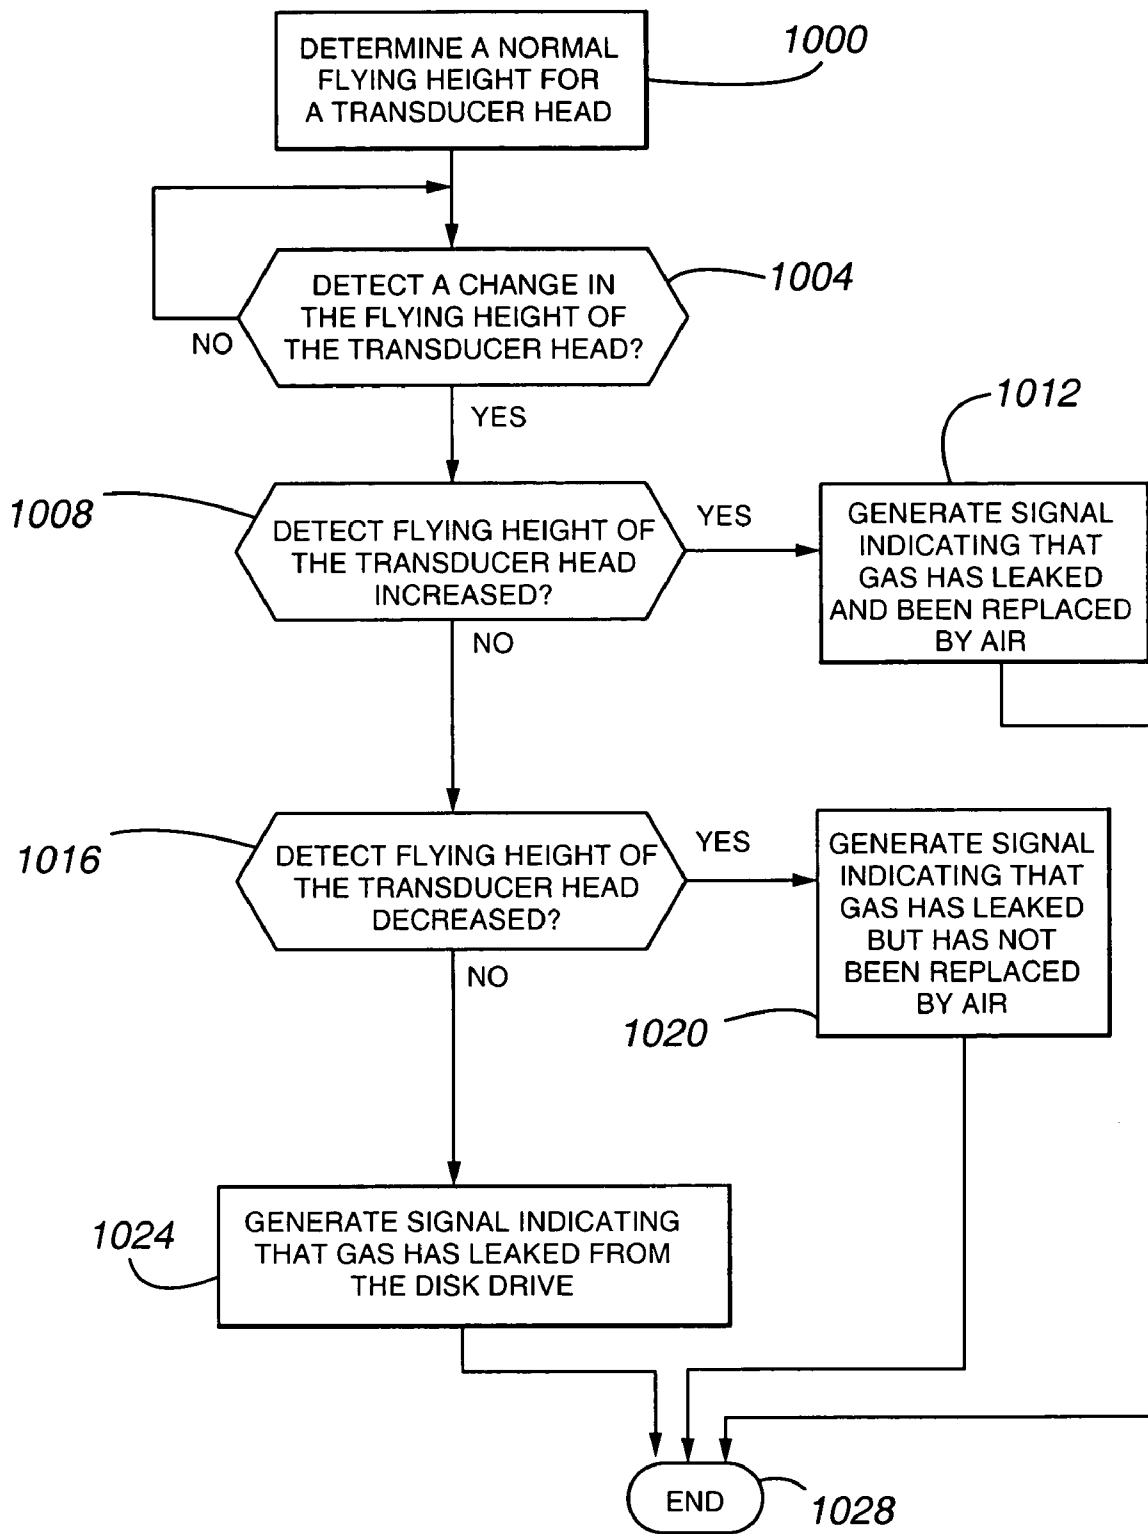 DETERMINE A NORMAL
FLYING HEIGHT FOR
A TRANSDUCER HEAD
1000
DETECT A CHANGE IN
THE FLYING HEIGHT OF
THE TRANSDUCER HEAD?
1004
NO
YES
1008
DETECT FLYING HEIGHT OF
THE TRANSDUCER HEAD
INCREASED?
YES
1012
GENERATE SIGNAL
INDICATING THAT
GAS HAS LEAKED
AND BEEN REPLACED
BY AIR
NO
1016
DETECT FLYING HEIGHT OF
THE TRANSDUCER HEAD
DECREASED?
YES
GENERATE SIGNAL
INDICATING THAT
GAS HAS LEAKED
BUT HAS NOT
BEEN REPLACED
BY AIR
1020
NO
1024
GENERATE SIGNAL INDICATING
THAT GAS HAS LEAKED FROM
THE DISK DRIVE
END
1028